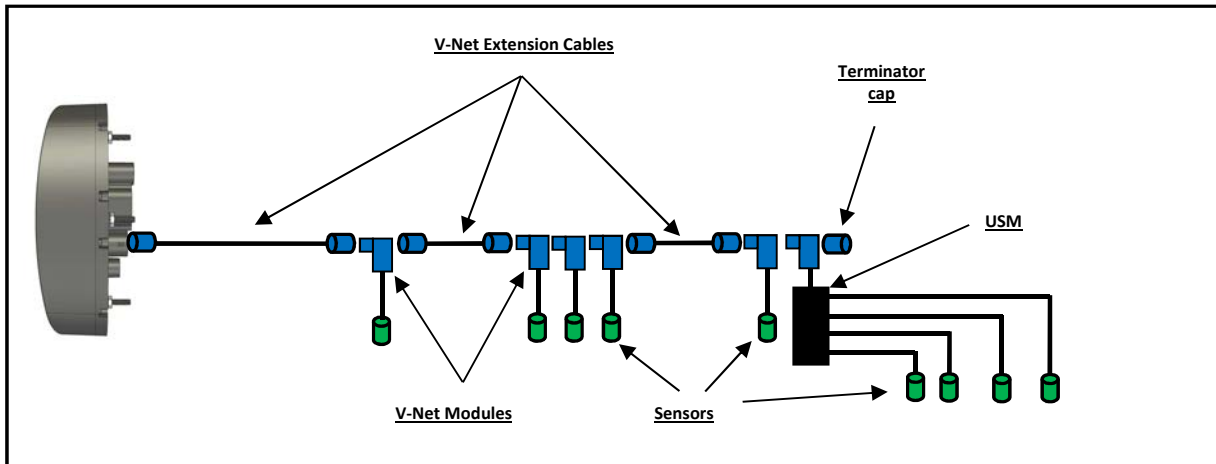 V-Net Extension Cables
Terminator
cap
USM
V-Net Modules
Sensors